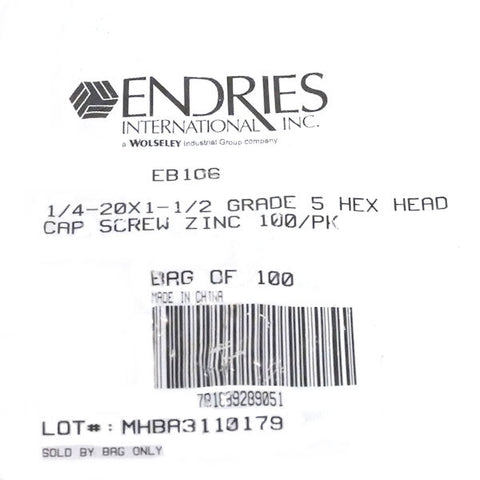 ENDRIES
INTERNATIONAL, INC.
a WOLSELEY Industrial Group company
EB106
1/4-20X1-1/2 GRADE 5 HEX HEAD
CAP SCREW ZINC 100/PK
BAG OF 100
MADE IN CHINA
781C39289051
LOT#: MHBA3110179
SOLD BY BAG ONLY